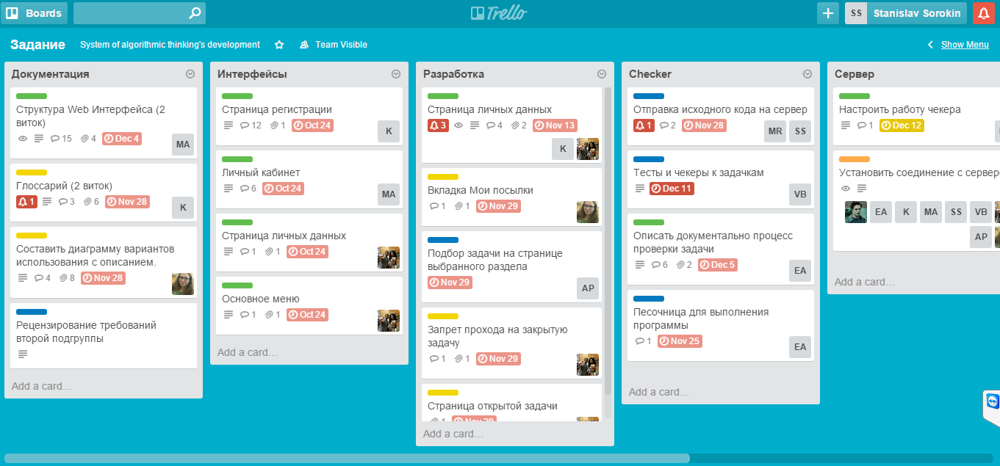 Boards
Trello
SS Stanislav Sorokin
Задание System of algorithmic thinking's development Team Visible Show Menu
Документация
Структура Web Интерфейса (2
виток)
15 4 Dec 4
MA
Глоссарий (2 виток)
1 3 6 Nov 28
K
Составить диаграмму вариантов
использования с описанием.
4 8 Nov 28
Рецензирование требований
второй подгруппы
Add a card…
Интерфейсы
Страница регистрации
12 1 Oct 24
K
Личный кабинет
6 Oct 24
MA
Страница личных данных
1 1 Oct 24
Основное меню
1 1 Oct 24
Add a card…
Разработка
Страница личных данных
3 4 2 Nov 13
K
Вкладка Мои посылки
1 1 Nov 29
Подбор задачи на странице
выбранного раздела
Nov 29
AP
Запрет прохода на закрытую
задачу
1 1 Nov 29
Страница открытой задачи
1 Nov 29
Add a card…
Checker
Отправка исходного кода на сервер
1 2 Nov 28
MR SS
Тесты и чекеры к задачкам
Dec 11
VB
Описать документально процесс
проверки задачи
6 2 Dec 5
EA
Песочница для выполнения
программы
1 Nov 25
EA
Add a card…
Сервер
Настроить работу чекера
1 Dec 12
Установить соединение с сервер
EA K MA SS VB
AP
Add a card…